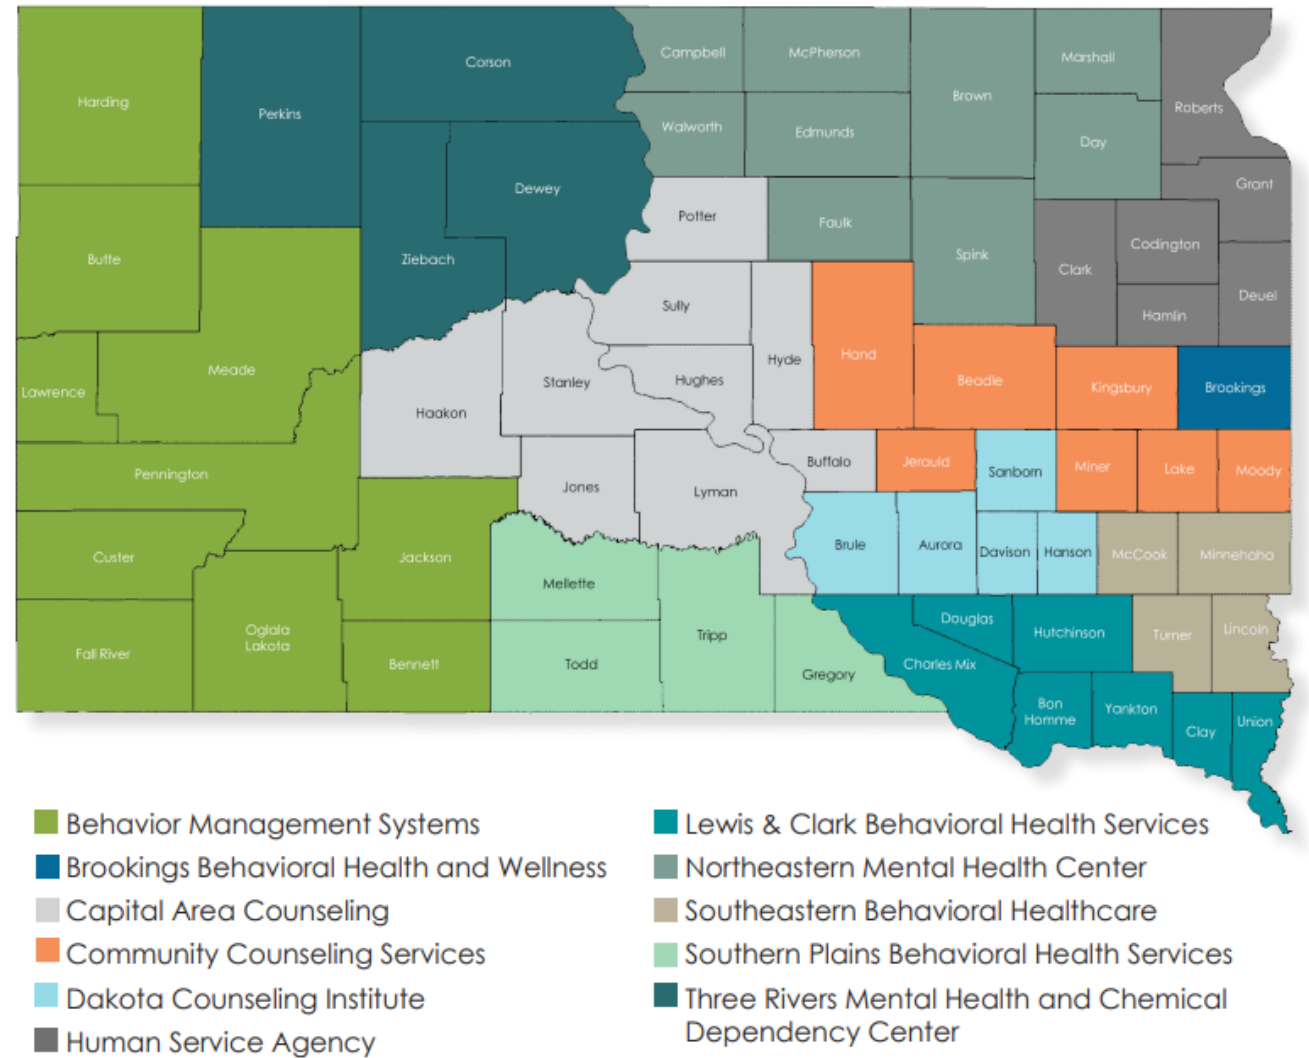 Corson
Campbell
McPherson
Marshall
Harding
Perkins
Brown
Roberts
Walworth
Edmunds
Day
Dewey
Grant
Potter
Faulk
Butte
Ziebach
Spink
Codington
Clark
Deuel
Sully
Hamlin
Hand
Hyde
Meade
Stanley
Hughes
Beadle
Kingsbury
Brookings
Lawrence
Haakon
Pennington
Buffalo
Jerauld
Sanborn
Miner
Lake
Moody
Jones
Lyman
Custer
Jackson
Brule
Aurora
Davison
Hanson
McCook
Minnehaha
Mellette
Oglala
Lakota
Tripp
Douglas
Hutchinson
Turner
Lincoln
Fall River
Bennett
Todd
Gregory
Charles Mix
Bon
Homme
Yankton
Clay
Union
Behavior Management Systems
Brookings Behavioral Health and Wellness
Capital Area Counseling
Community Counseling Services
Dakota Counseling Institute
Human Service Agency
Lewis & Clark Behavioral Health Services
Northeastern Mental Health Center
Southeastern Behavioral Healthcare
Southern Plains Behavioral Health Services
Three Rivers Mental Health and Chemical
Dependency Center